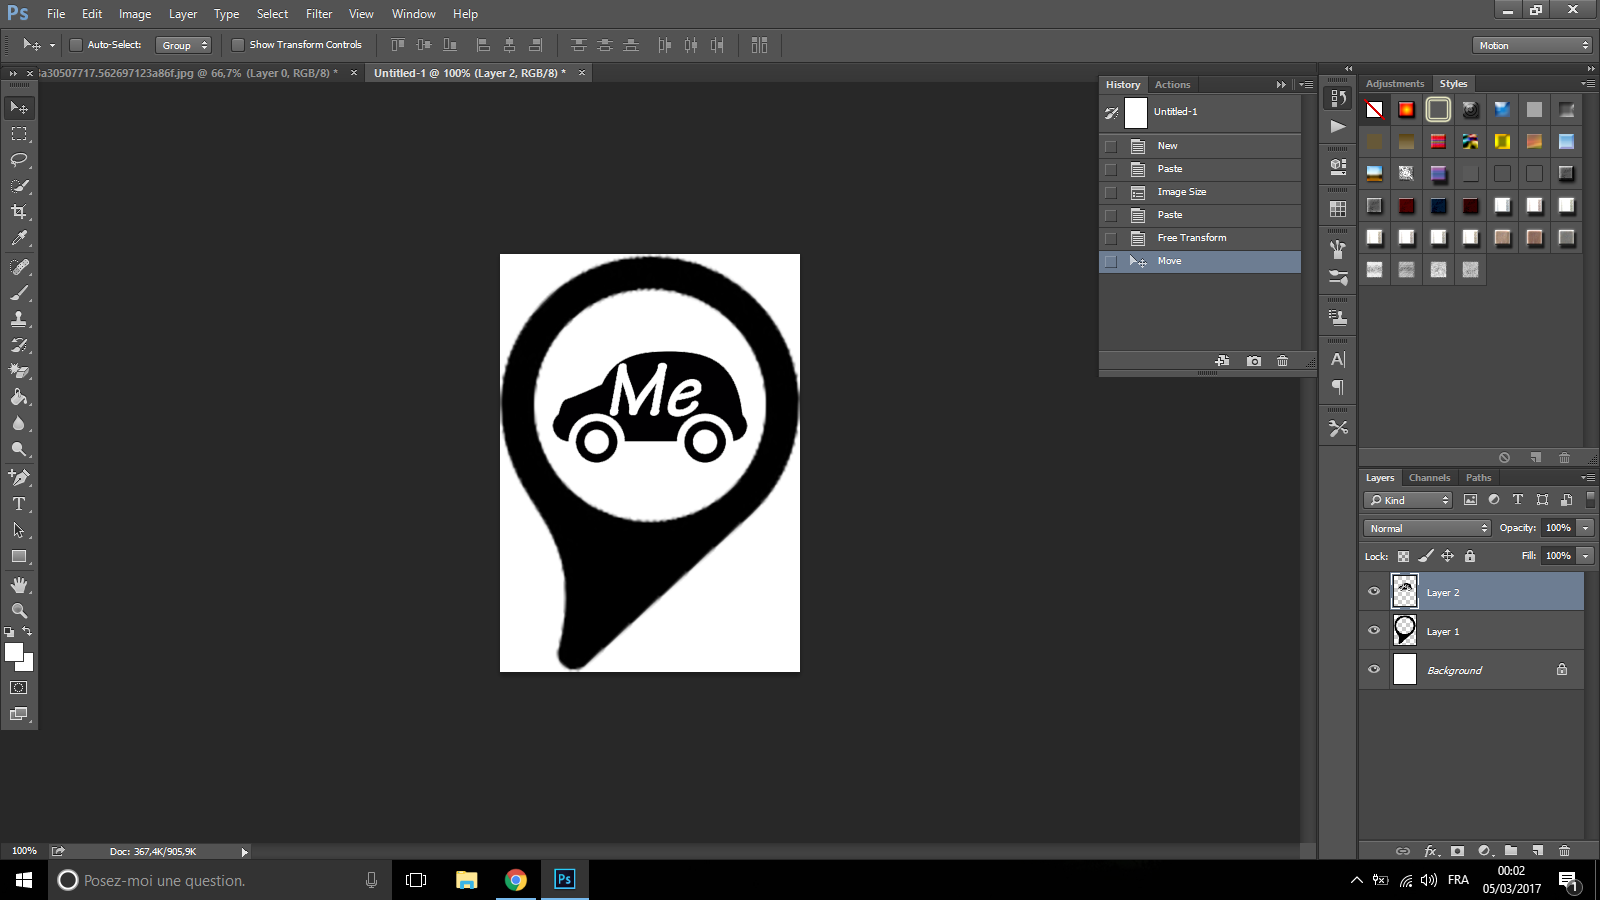 Ps File Edit Image Layer Type Select Filter View Window Help
Auto-Select: Group Show Transform Controls Motion
a30507717.562697123a86f.jpg @ 66,7% (Layer 0, RGB/8) * Untitled-1 @ 100% (Layer 2, RGB/8) *
History Actions
Untitled-1
New
Paste
Image Size
Paste
Free Transform
Move
Adjustments Styles
Me
Layers Channels Paths
Kind
Normal Opacity: 100%
Lock: Fill: 100%
Layer 2
Layer 1
Background
100% Doc: 367,4K/905,9K
Posez-moi une question.
Ps
FRA
00:02
05/03/2017
1